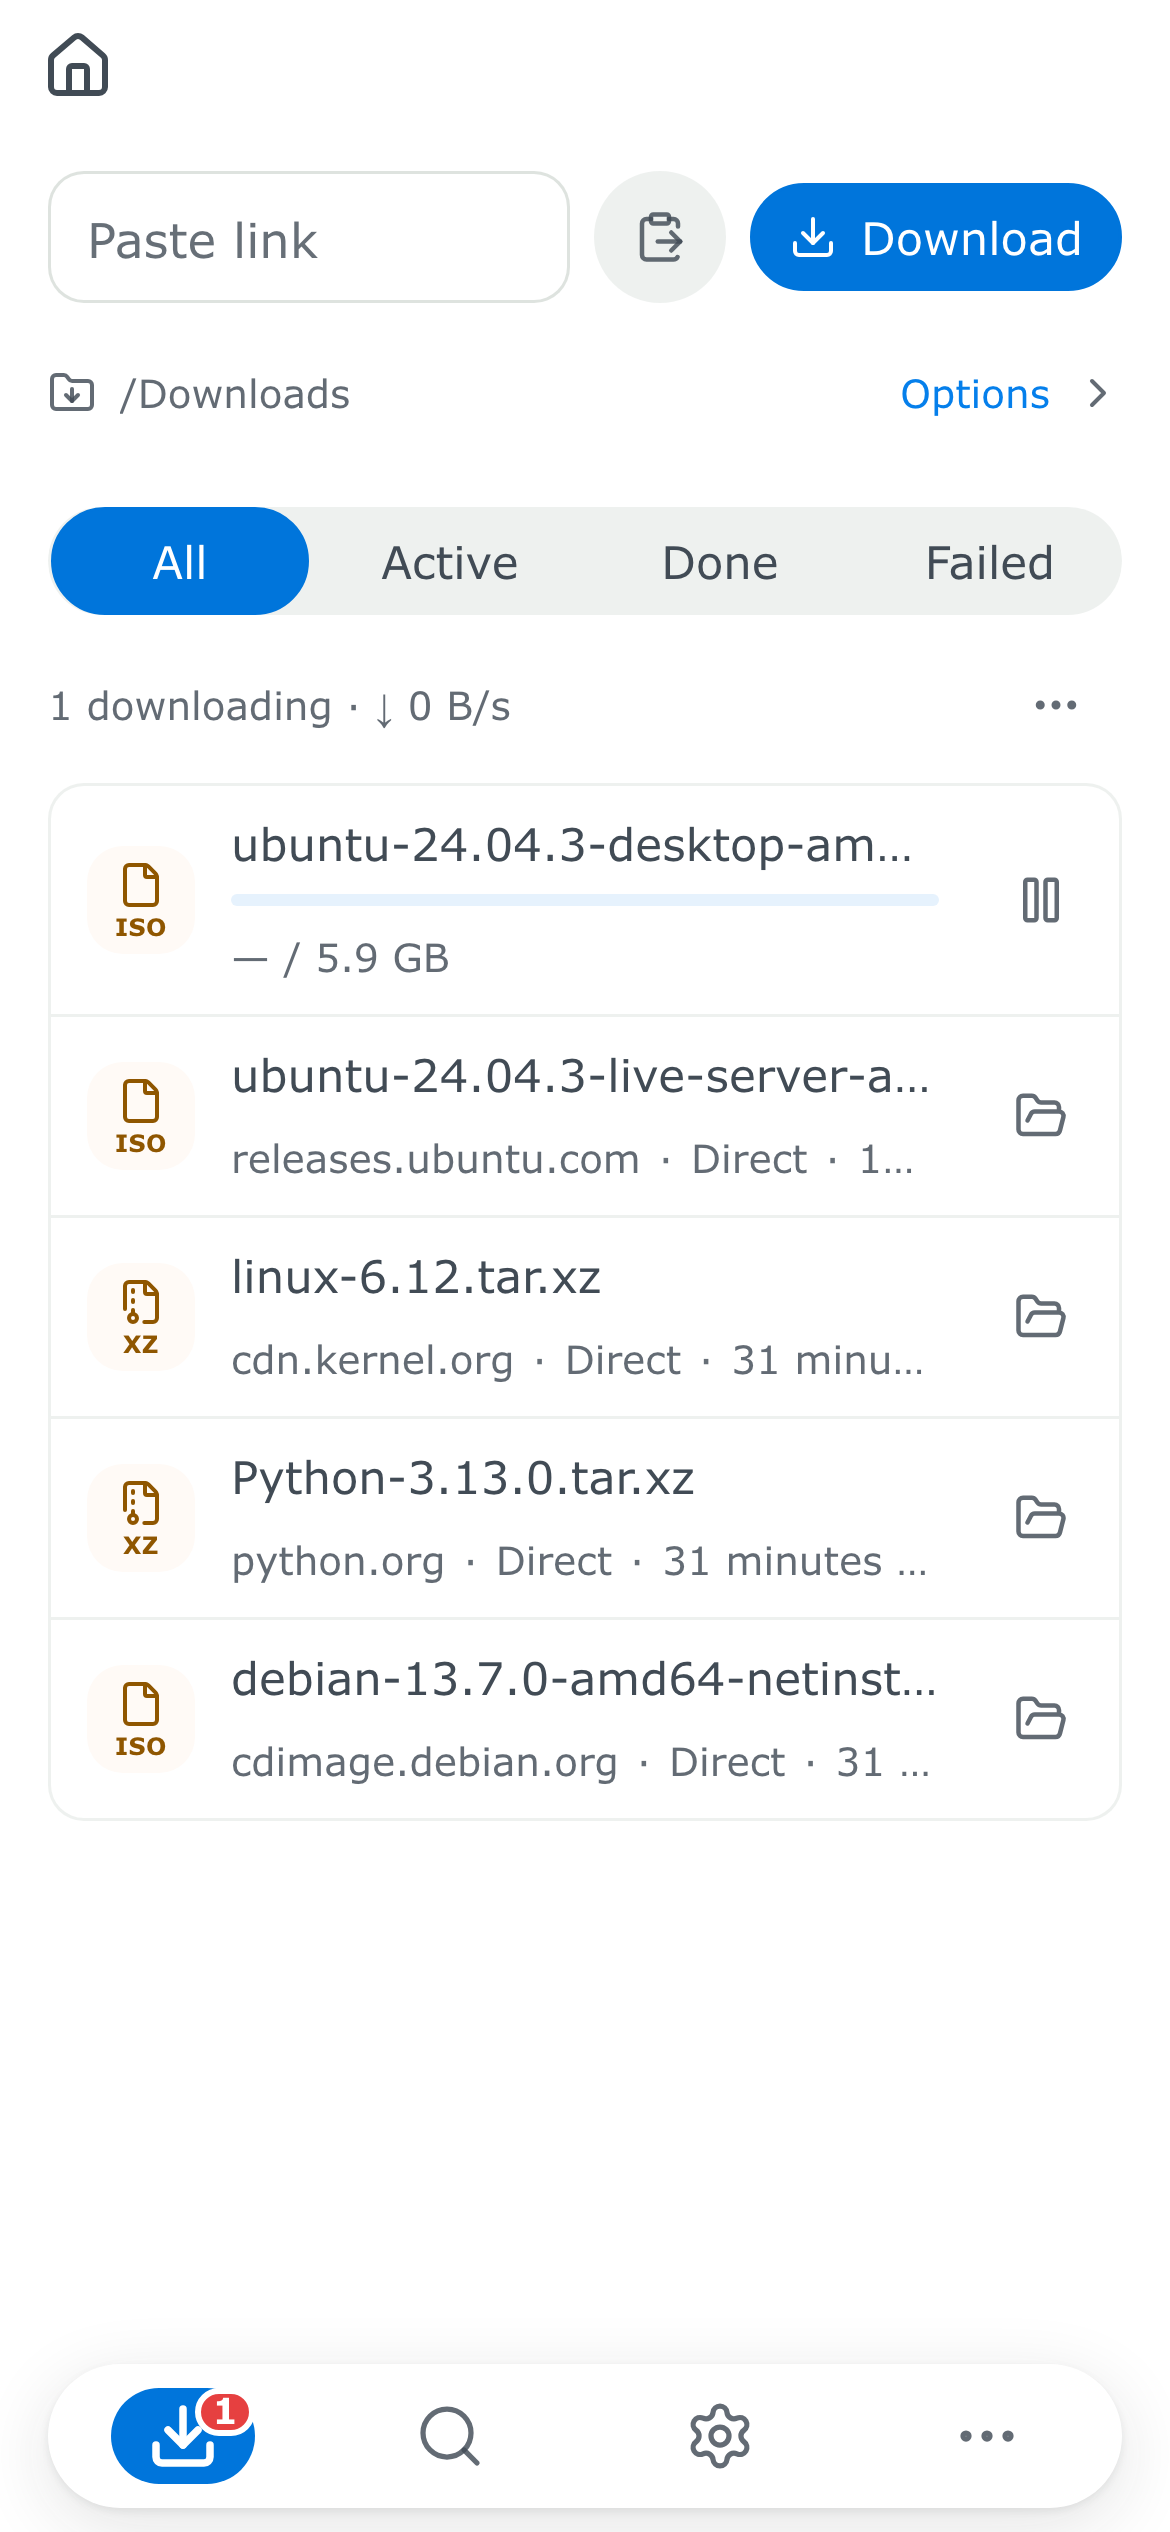 Paste link
Download
/Downloads
Options
All
Active
Done
Failed
1 downloading · ↓ 0 B/s
ubuntu-24.04.3-desktop-am...
ISO
— / 5.9 GB
ubuntu-24.04.3-live-server-a...
ISO
releases.ubuntu.com · Direct · 1...
linux-6.12.tar.xz
XZ
cdn.kernel.org · Direct · 31 minu...
Python-3.13.0.tar.xz
XZ
python.org · Direct · 31 minutes ...
debian-13.7.0-amd64-netinst...
ISO
cdimage.debian.org · Direct · 31 ...
1